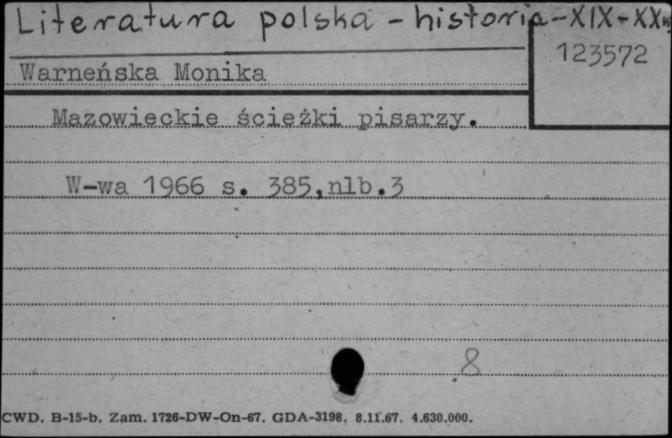 Literatura polska - historia - XIX-XXw
123572
Warneńska Monika
Mazowieckie ścieżki pisarzy.
W-wa 1966 s. 385,nlb.3
8
CWD. B-15-b. Zam. 1726-DW-On-67. GDA-3198. 8.11.67. 4.630.000.